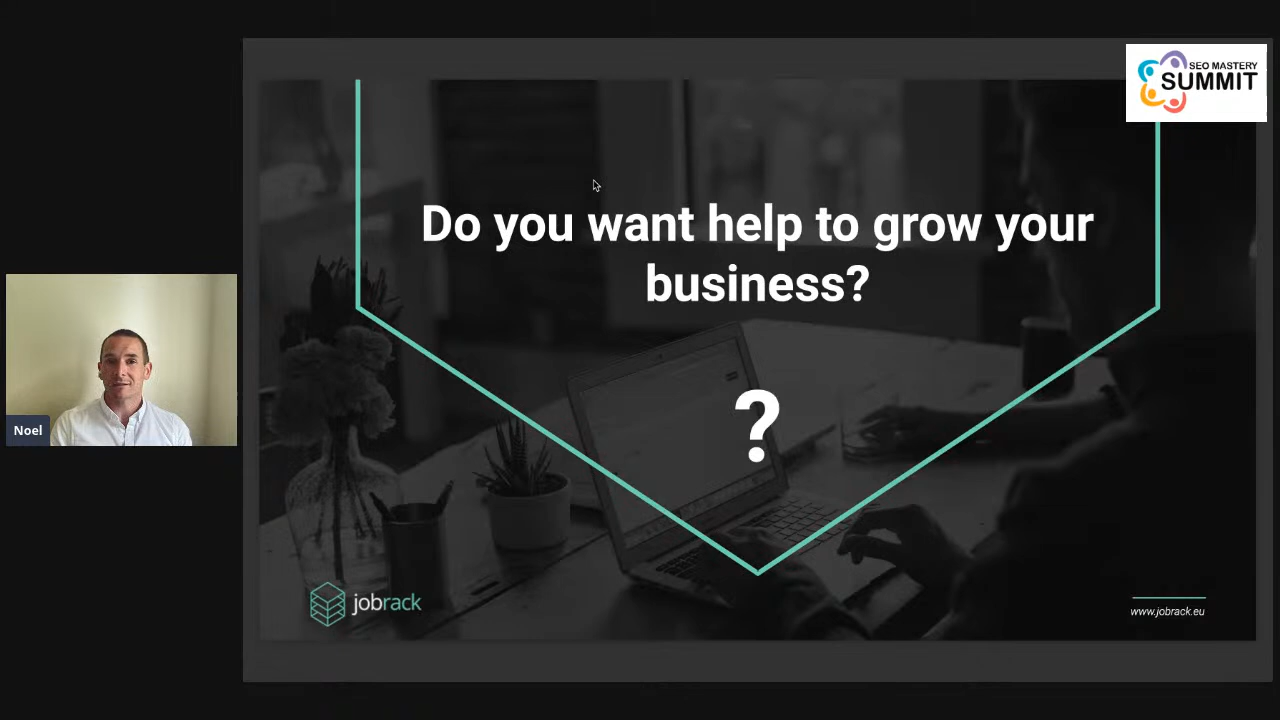 SEO MASTERY
SUMMIT
Do you want help to grow your
business?
?
Noel
jobrack
www.jobrack.eu